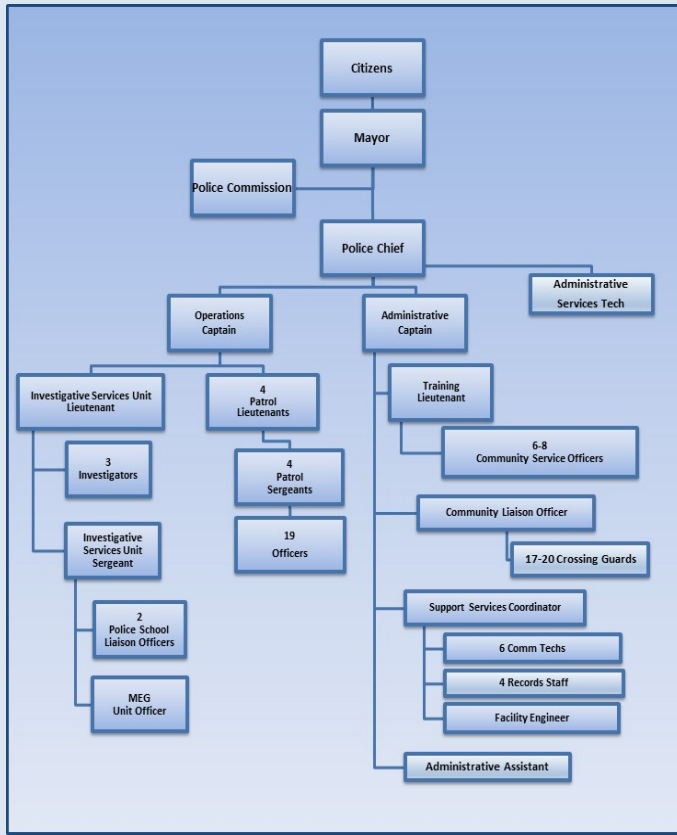 Citizens
Mayor
Police Commission
Police Chief
Administrative
Services Tech
Operations
Captain
Administrative
Captain
Investigative Services Unit
Lieutenant
4
Patrol
Lieutenants
Training
Lieutenant
3
Investigators
4
Patrol
Sergeants
6-8
Community Service Officers
Investigative
Services Unit
Sergeant
19
Officers
Community Liaison Officer
17-20 Crossing Guards
2
Police School
Liaison Officers
Support Services Coordinator
6 Comm Techs
4 Records Staff
MEG
Unit Officer
Facility Engineer
Administrative Assistant